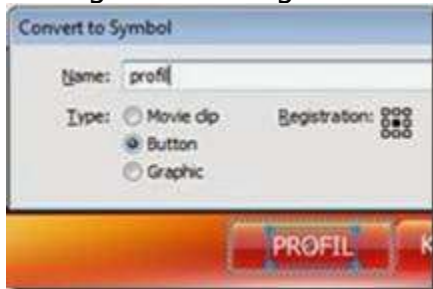 Convert to Symbol
Name: profil
Type: Movie clip Registration:
Button
Graphic
PROFIL K